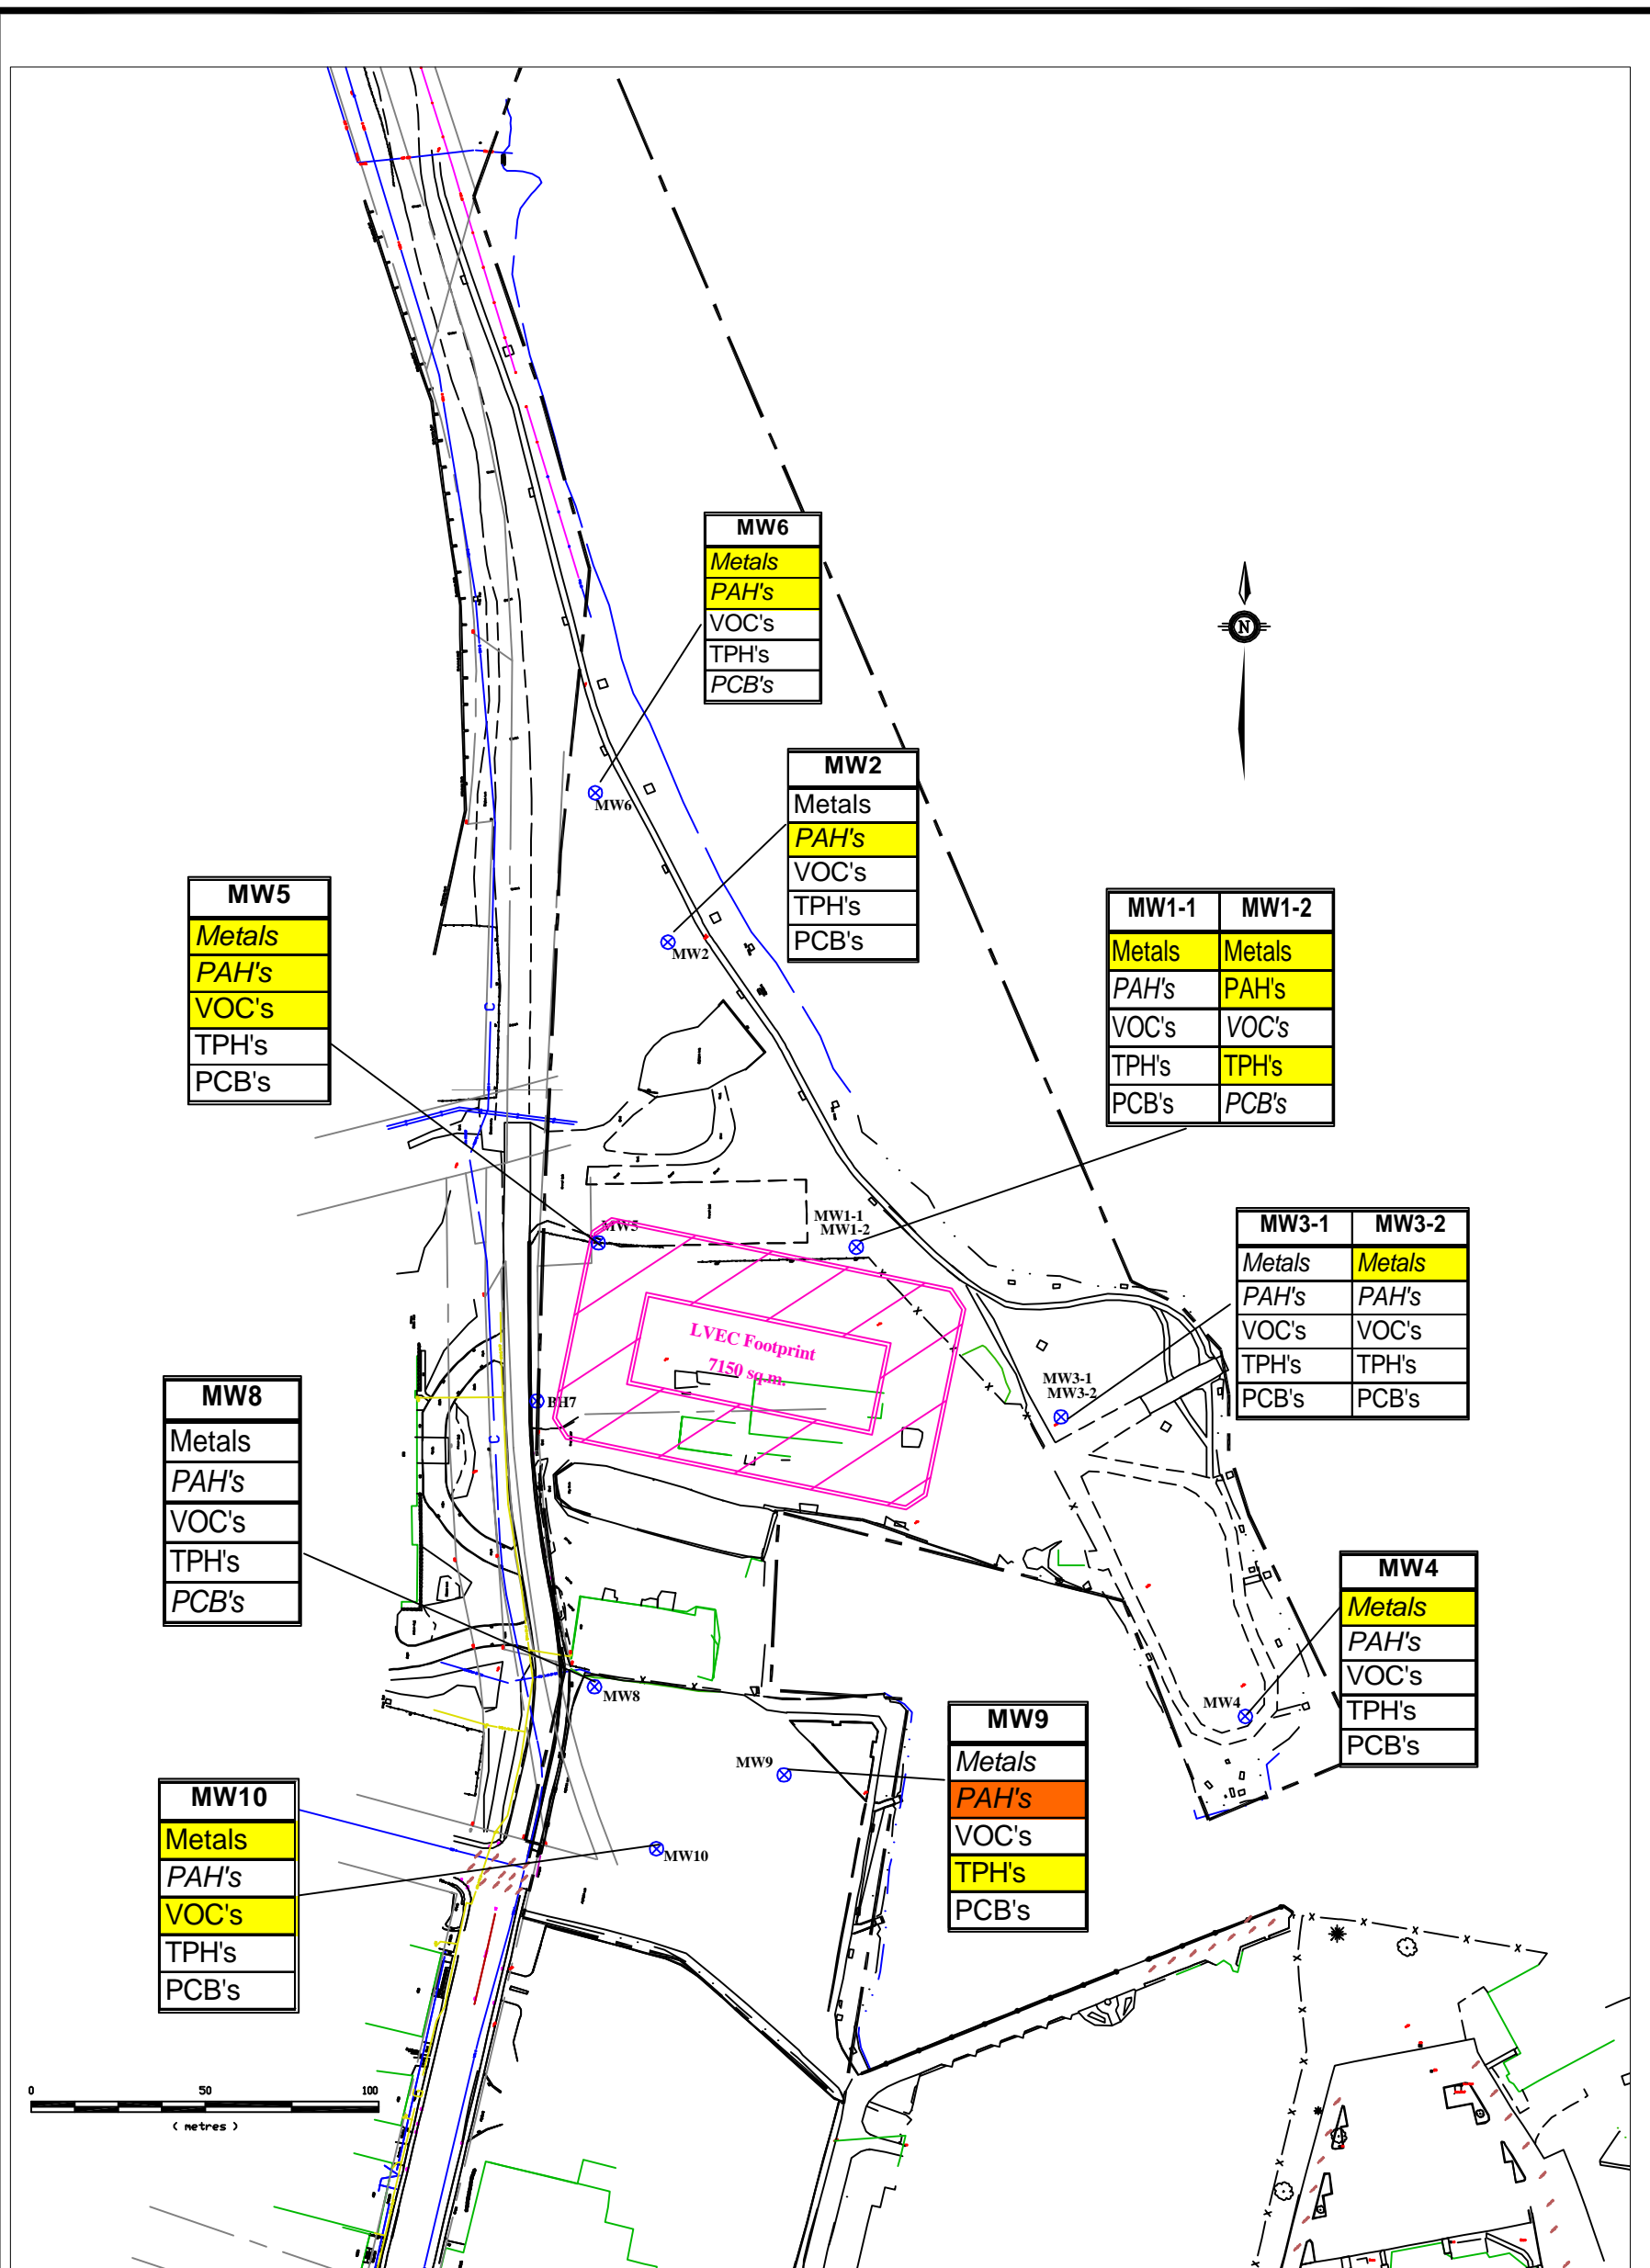 MW6
Metals
PAH's
VOC's
TPH's
PCB's
N
MW2
Metals
PAH's
VOC's
TPH's
PCB's
MW6
MW5
Metals
PAH's
VOC's
TPH's
PCB's
MW1-1 MW1-2
Metals Metals
PAH's PAH's
VOC's VOC's
TPH's TPH's
PCB's PCB's
MW2
MW1-1
MW1-2
MW5
MW3-1 MW3-2
Metals Metals
PAH's PAH's
VOC's VOC's
TPH's TPH's
PCB's PCB's
LVEC Footprint
7150 sq.m.
MW3-1
MW3-2
BH7
MW8
Metals
PAH's
VOC's
TPH's
PCB's
MW4
Metals
PAH's
VOC's
TPH's
PCB's
MW8
MW4
MW9
MW9
Metals
PAH's
VOC's
TPH's
PCB's
MW10
Metals
PAH's
VOC's
TPH's
PCB's
MW10
0 50 100
( metres )